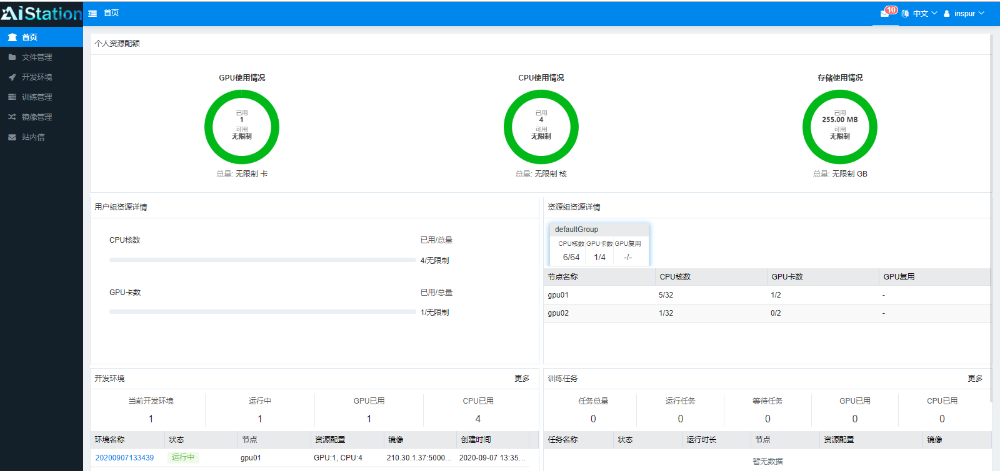 AiStation
首页
10
中文
inspur
首页
文件管理
开发环境
训练管理
镜像管理
站内信
个人资源配额
GPU使用情况
已用
1
可用
无限制
总量: 无限制 卡
CPU使用情况
已用
4
可用
无限制
总量: 无限制 核
存储使用情况
已用
255.00 MB
可用
无限制
总量: 无限制 GB
用户组资源详情
CPU核数 已用/总量
4/无限制
GPU卡数 已用/总量
1/无限制
资源组资源详情
defaultGroup
CPU核数 GPU卡数 GPU复用
6/64 1/4 -/-
节点名称 CPU核数 GPU卡数 GPU复用
gpu01 5/32 1/2 -
gpu02 1/32 0/2 -
开发环境 更多
当前开发环境 运行中 GPU已用 CPU已用
1 1 1 4
环境名称 状态 节点 资源配置 镜像 创建时间
20200907133439 运行中 gpu01 GPU:1, CPU:4 210.30.1.37:5000... 2020-09-07 13:35...
训练任务 更多
任务总量 运行任务 等待任务 GPU已用 CPU已用
0 0 0 0 0
任务名称 状态 运行时长 节点 资源配置 镜像
暂无数据